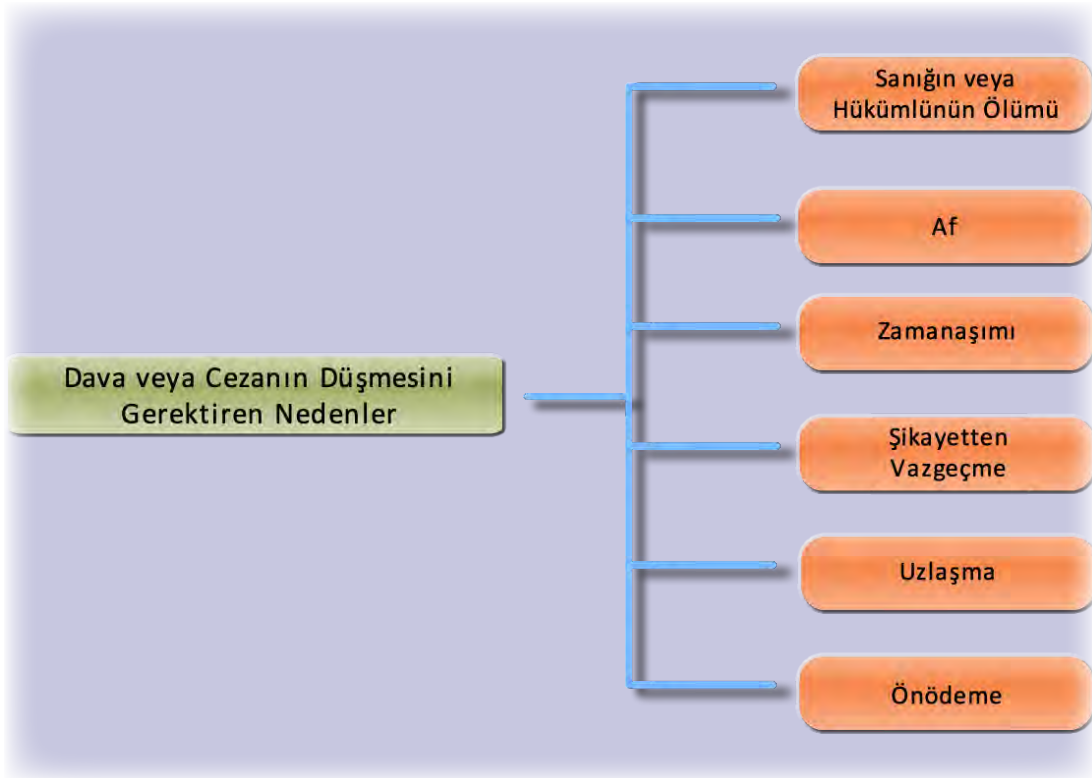 Dava veya Cezanın Düşmesini
Gerektiren Nedenler
Sanığın veya
Hükümlünün Ölümü
Af
Zamanaşımı
Şikayetten
Vazgeçme
Uzlaşma
Önödeme